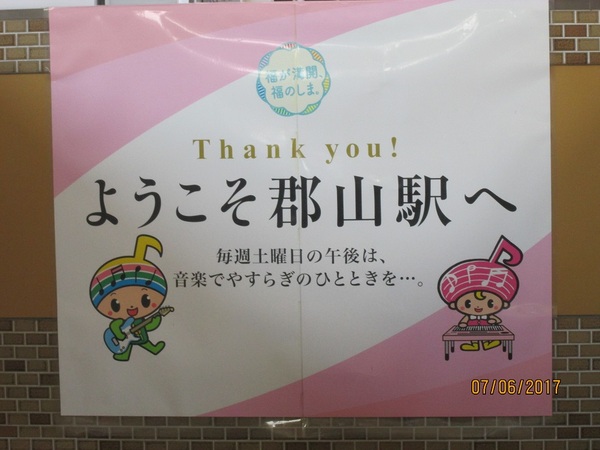 福が満開、
福のしま。
Thank you!
ようこそ郡山駅へ
毎週土曜日の午後は、
音楽でやすらぎのひとときを…。
07/06/2017